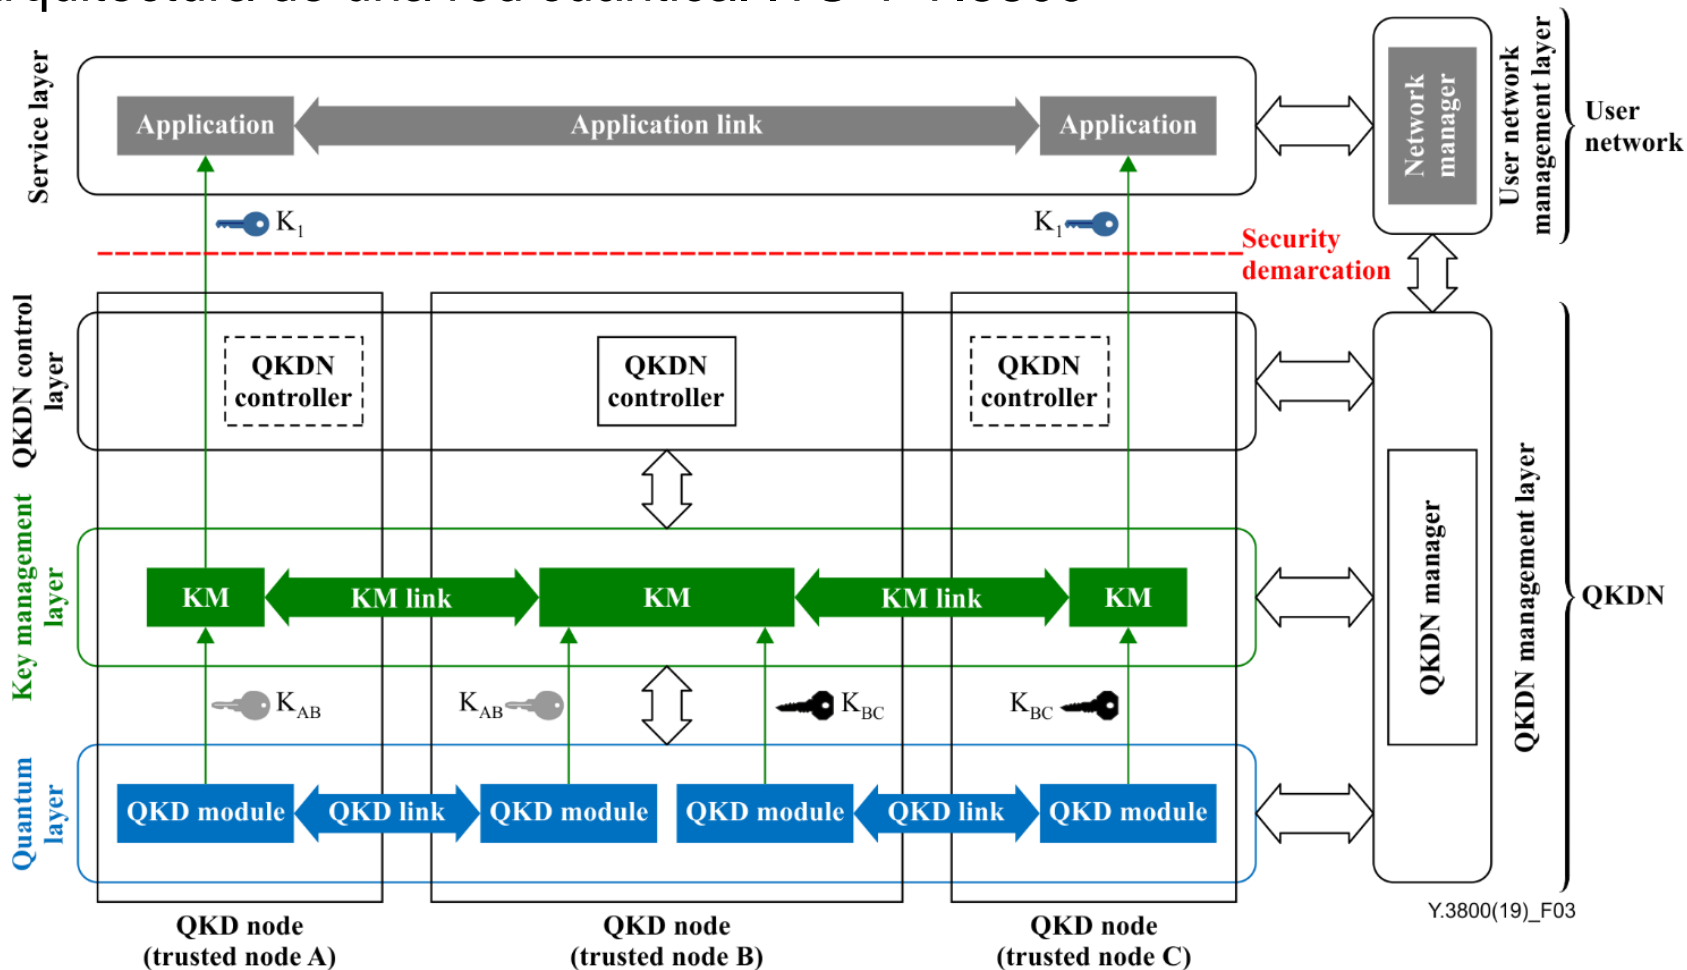 Service layer
Application
Application link
Application
Network
manager
User network
management layer
User
network
K1
K1
Security
demarcation
QKDN control
layer
QKDN
controller
QKDN
controller
QKDN
controller
Key management
layer
KM
KM link
KM
KM link
KM
QKDN manager
QKDN management layer
QKDN
KAB
KAB
KBC
KBC
Quantum
layer
QKD module
QKD link
QKD module
QKD module
QKD link
QKD module
Y.3800(19)_F03
QKD node
(trusted node A)
QKD node
(trusted node B)
QKD node
(trusted node C)